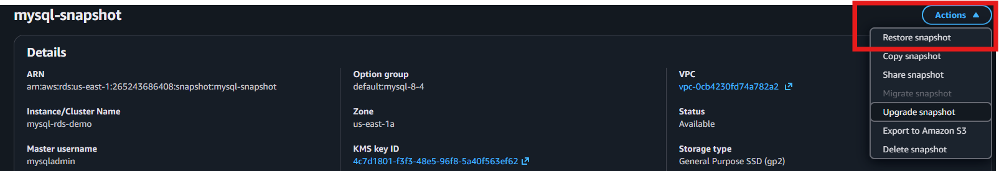 mysql-snapshot
Actions
Restore snapshot
Copy snapshot
Share snapshot
Migrate snapshot
Upgrade snapshot
Export to Amazon S3
Delete snapshot
Details
ARN
arn:aws:rds:us-east-1:265243686408:snapshot:mysql-snapshot
Instance/Cluster Name
mysql-rds-demo
Master username
mysqladmin
Option group
default:mysql-8-4
Zone
us-east-1a
KMS key ID
4c7d1801-f3f3-48e5-96f8-5a40f563ef62
VPC
vpc-0cb4230fd74a782a2
Status
Available
Storage type
General Purpose SSD (gp2)